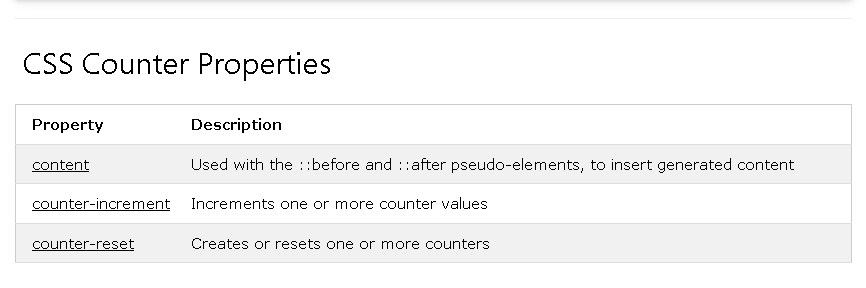 CSS Counter Properties
Property Description
content Used with the ::before and ::after pseudo-elements, to insert generated content
counter-increment Increments one or more counter values
counter-reset Creates or resets one or more counters